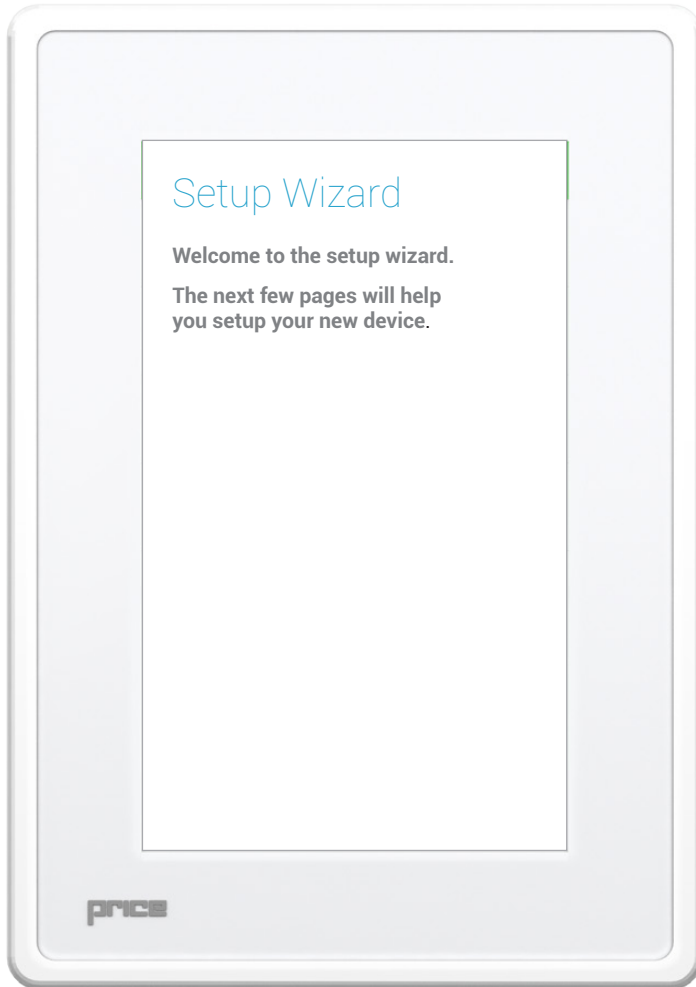 Setup Wizard
Welcome to the setup wizard.
The next few pages will help
you setup your new device.
price